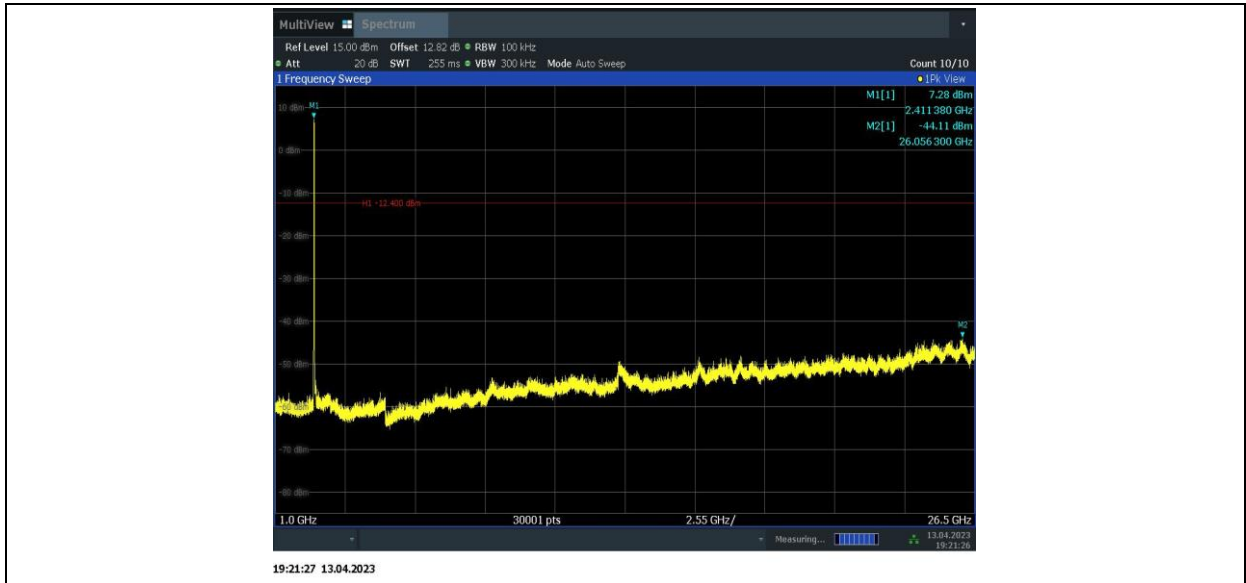 MultiView Spectrum
Ref Level 15.00 dBm Offset 12.82 dB RBW 100 kHz
Att 20 dB SWT 255 ms VBW 300 kHz Mode Auto Sweep Count 10/10
1 Frequency Sweep 1Pk View
M1[1] 7.28 dBm
2.411 380 GHz
M2[1] -44.11 dBm
26.056 300 GHz
10 dBm
M1
0 dBm
-10 dBm
H1 -12.400 dBm
-20 dBm
-30 dBm
-40 dBm
M2
-50 dBm
-60 dBm
-70 dBm
-80 dBm
1.0 GHz 30001 pts 2.55 GHz/ 26.5 GHz
Measuring... 13.04.2023
19:21:26
19:21:27 13.04.2023